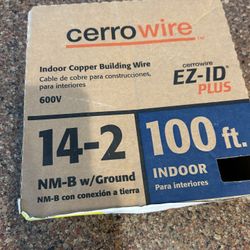 cerrowire
Indoor Copper Building Wire
Cable de cobre para construcciones,
para interiores
600V
cerrowire
EZ-ID®
PLUS
14-2
NM-B w/Ground
NM-B con conexión a tierra
100 ft.
INDOOR
Para interiores